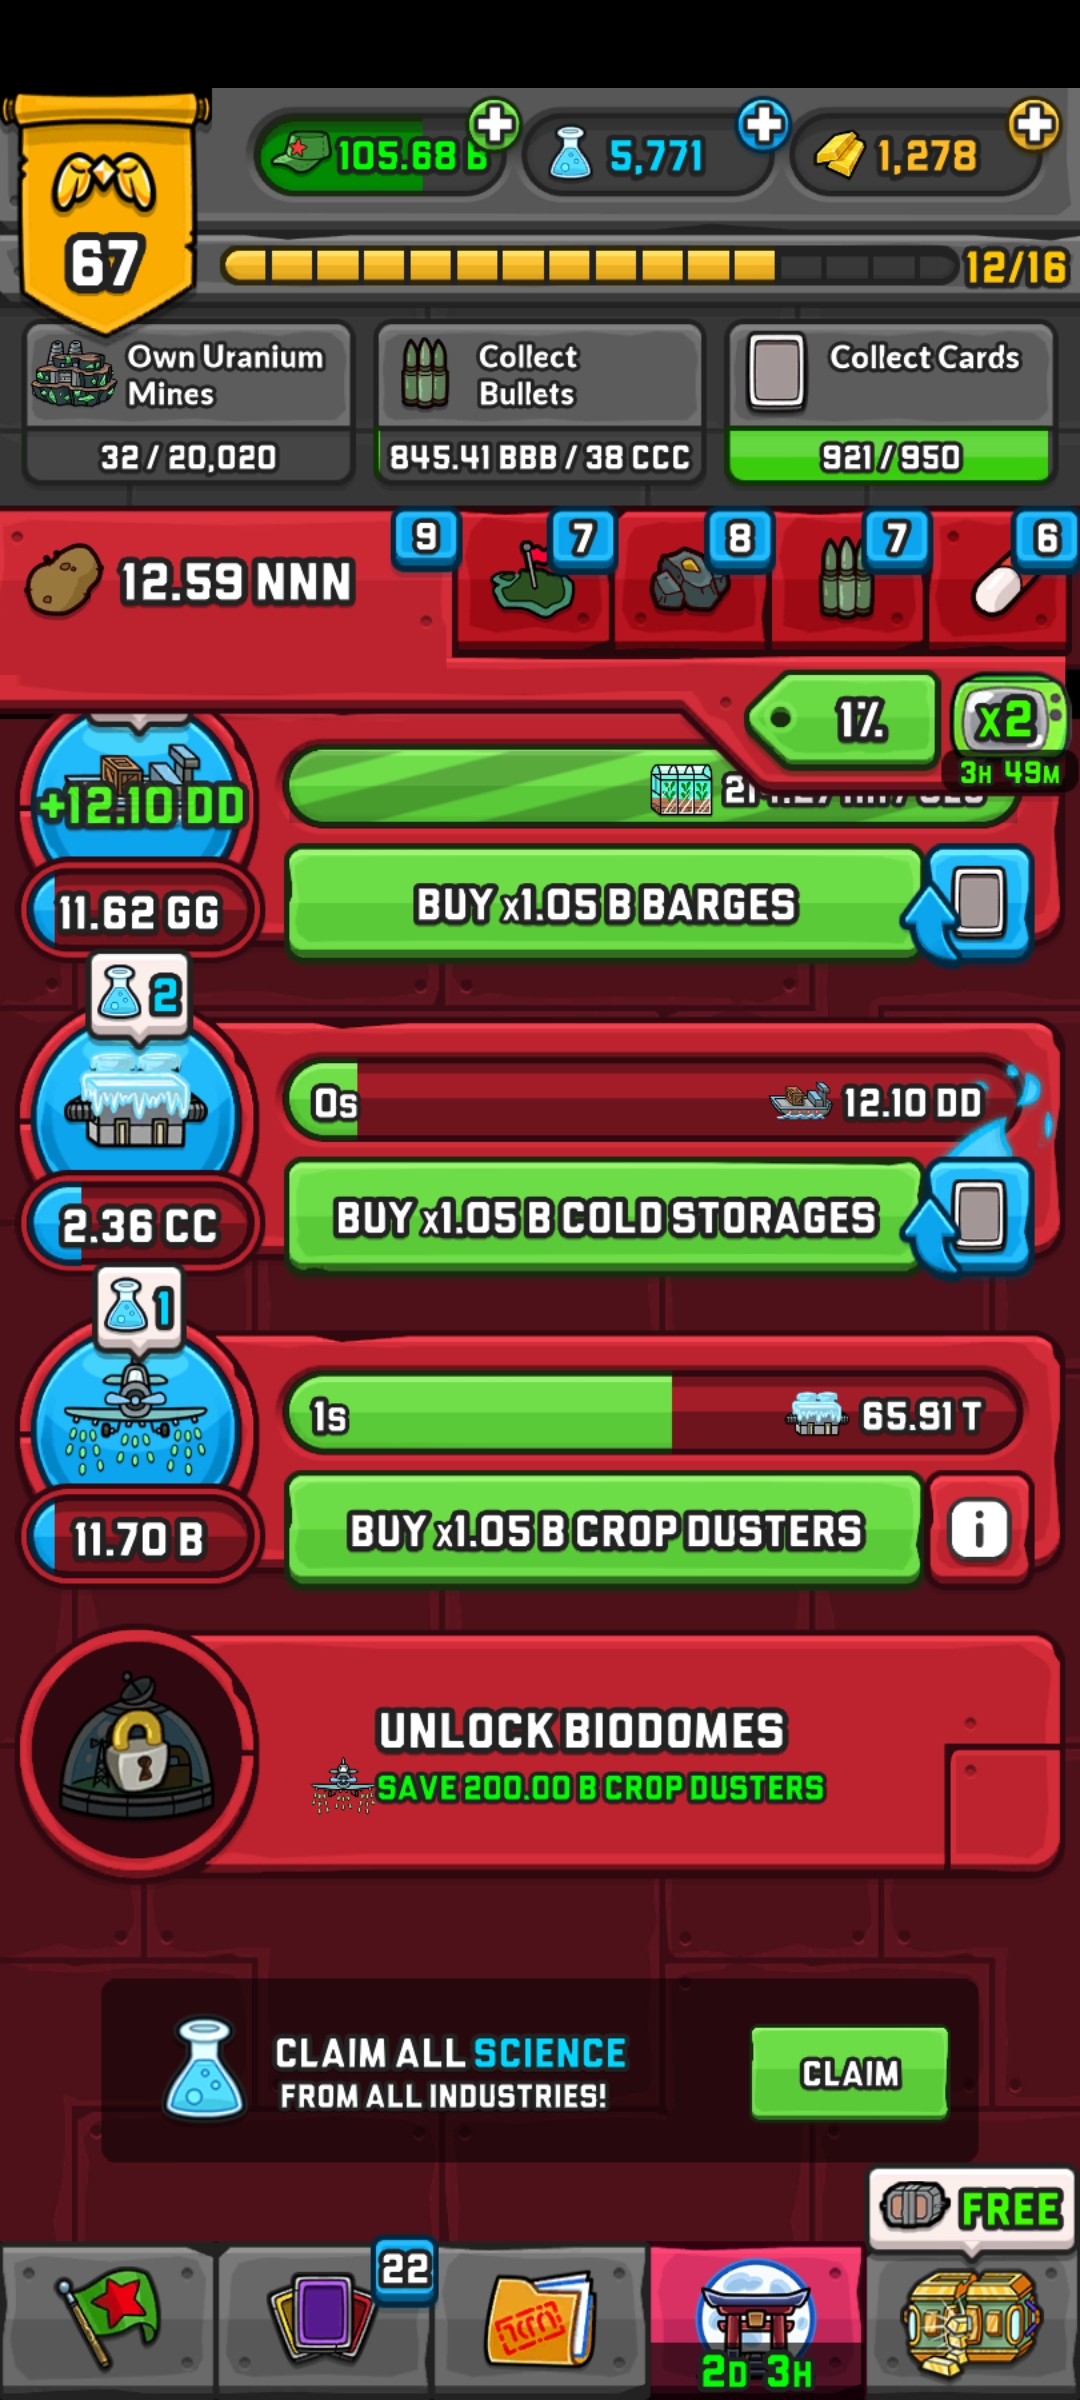 105.68 B
5,771
1,278
67
12/16
Own Uranium
Mines
32 / 20,020
Collect
Bullets
845.41 BBB / 38 CCC
Collect Cards
921 / 950
12.59 NNN
9
7
8
7
6
1%
x2
3H 49M
+12.10 DD
11.62 GG
BUY x1.05 B BARGES
2
0s
12.10 DD
2.36 CC
BUY x1.05 B COLD STORAGES
1
1s
65.91 T
11.70 B
BUY x1.05 B CROP DUSTERS
i
UNLOCK BIODOMES
SAVE 200.00 B CROP DUSTERS
CLAIM ALL SCIENCE
FROM ALL INDUSTRIES!
CLAIM
FREE
22
2D 3H